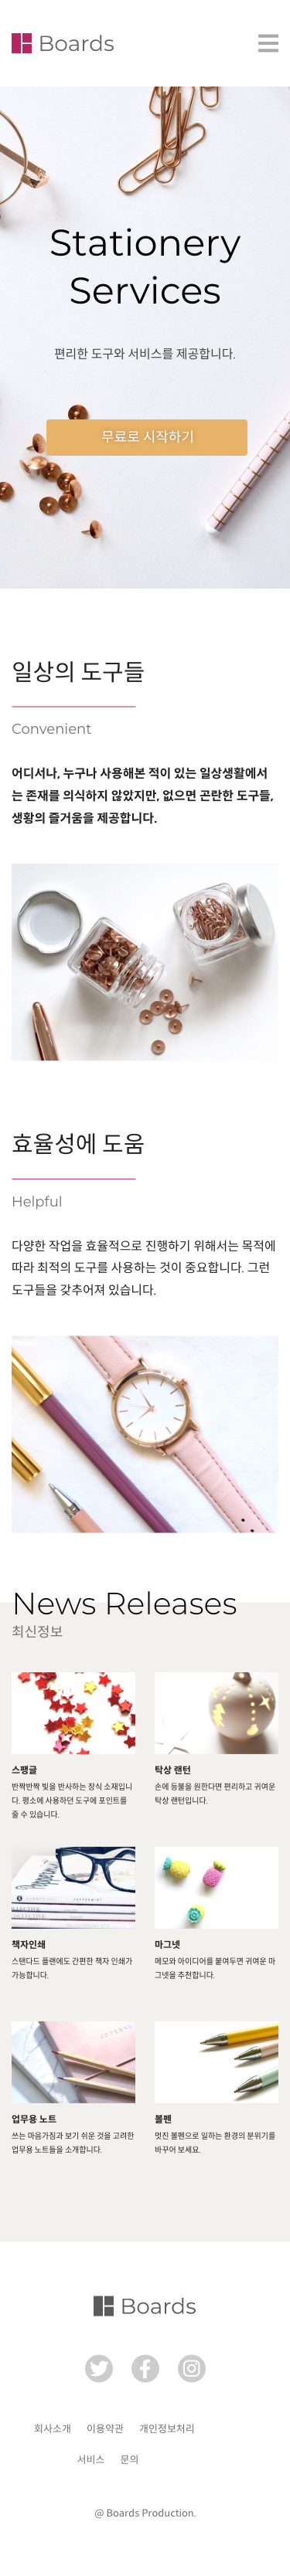 Boards
Stationery
Services
편리한 도구와 서비스를 제공합니다.
무료로 시작하기
일상의 도구들
Convenient
어디서나, 누구나 사용해본 적이 있는 일상생활에서
는 존재를 의식하지 않았지만, 없으면 곤란한 도구들,
생황의 즐거움을 제공합니다.
효율성에 도움
Helpful
다양한 작업을 효율적으로 진행하기 위해서는 목적에
따라 최적의 도구를 사용하는 것이 중요합니다. 그런
도구들을 갖추어져 있습니다.
News Releases
최신정보
스팽글
반짝반짝 빛을 반사하는 장식 소재입니
다. 평소에 사용하던 도구에 포인트를
줄 수 있습니다.
탁상 랜턴
손에 등불을 원한다면 편리하고 귀여운
탁상 랜턴입니다.
책자인쇄
스탠다드 플랜에도 간편한 책자 인쇄가
가능합니다.
마그넷
메모와 아이디어를 붙여두면 귀여운 마
그넷을 추천합니다.
JOURNAL
업무용 노트
쓰는 마음가짐과 보기 쉬운 것을 고려한
업무용 노트들을 소개합니다.
볼펜
멋진 볼펜으로 일하는 환경의 분위기를
바꾸어 보세요.
Boards
회사소개 이용약관 개인정보처리
서비스 문의
@ Boards Production.